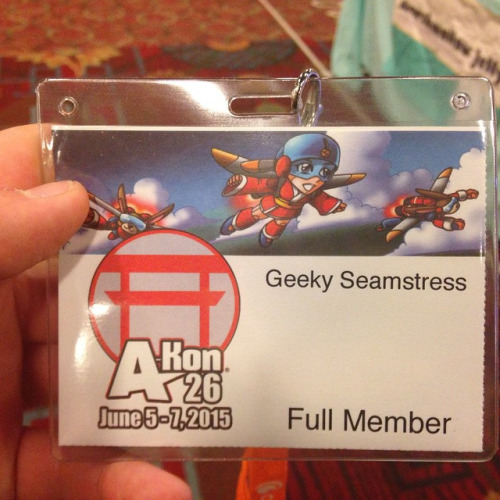 Geeky Seamstress
A-Kon®
26
June 5-7, 2015
Full Member